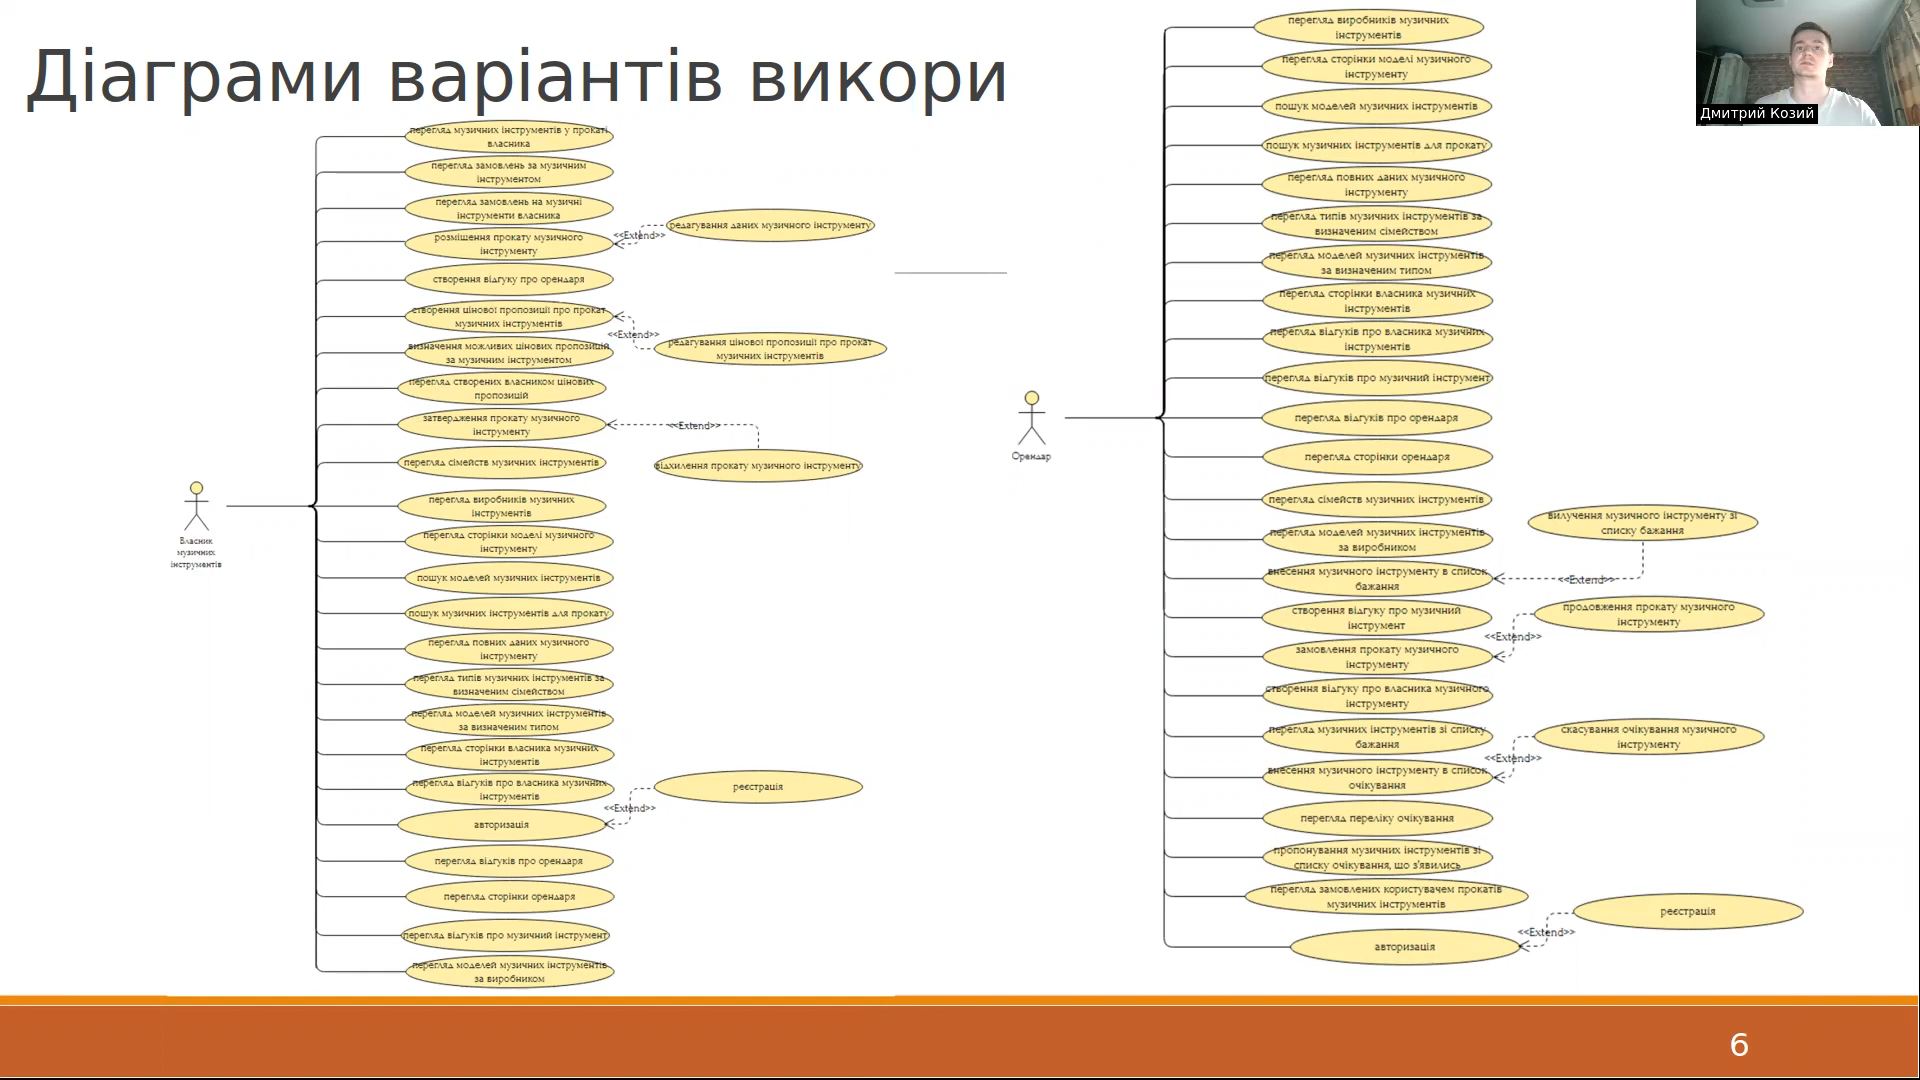 Діаграми варіантів викори
перегляд музичних інструментів у прокаті
власника
перегляд замовлень за музичним
інструментом
перегляд замовлень на музичні
інструменти власника
розміщення прокату музичного
інструменту
<<Extend>>
редагування даних музичного інструменту
створення відгуку про орендаря
створення цінової пропозиції про прокат
музичних інструментів
<<Extend>>
редагування цінової пропозиції про прокат
музичних інструментів
визначення можливих цінових пропозицій
за музичним інструментом
перегляд створених власником цінових
пропозицій
затвердження прокату музичного
інструменту
<<Extend>>
відхилення прокату музичного інструменту
перегляд сімейств музичних інструментів
Власник
музичних
інструментів
перегляд виробників музичних
інструментів
перегляд сторінки моделі музичного
інструменту
пошук моделей музичних інструментів
пошук музичних інструментів для прокату
перегляд повних даних музичного
інструменту
перегляд типів музичних інструментів за
визначеним сімейством
перегляд моделей музичних інструментів
за визначеним типом
перегляд сторінки власника музичних
інструментів
перегляд відгуків про власника музичних
інструментів
авторизація
<<Extend>>
реєстрація
перегляд відгуків про орендаря
перегляд сторінки орендаря
перегляд відгуків про музичний інструмент
перегляд моделей музичних інструментів
за виробником
перегляд виробників музичних
інструментів
перегляд сторінки моделі музичного
інструменту
пошук моделей музичних інструментів
пошук музичних інструментів для прокату
перегляд повних даних музичного
інструменту
перегляд типів музичних інструментів за
визначеним сімейством
перегляд моделей музичних інструментів
за визначеним типом
перегляд сторінки власника музичних
інструментів
перегляд відгуків про власника музичних
інструментів
перегляд відгуків про музичний інструмент
Орендар
перегляд відгуків про орендаря
перегляд сторінки орендаря
перегляд сімейств музичних інструментів
перегляд моделей музичних інструментів
за виробником
вилучення музичного інструменту зі
списку бажання
<<Extend>>
внесення музичного інструменту в список
бажання
створення відгуку про музичний
інструмент
продовження прокату музичного
інструменту
<<Extend>>
замовлення прокату музичного
інструменту
створення відгуку про власника музичного
інструменту
перегляд музичних інструментів зі списку
бажання
скасування очікування музичного
інструменту
<<Extend>>
внесення музичного інструменту в список
очікування
перегляд переліку очікування
пропонування музичних інструментів зі
списку очікування, що з'явились
перегляд замовлених користувачем прокатів
музичних інструментів
реєстрація
<<Extend>>
авторизація
Дмитрий Козий
6